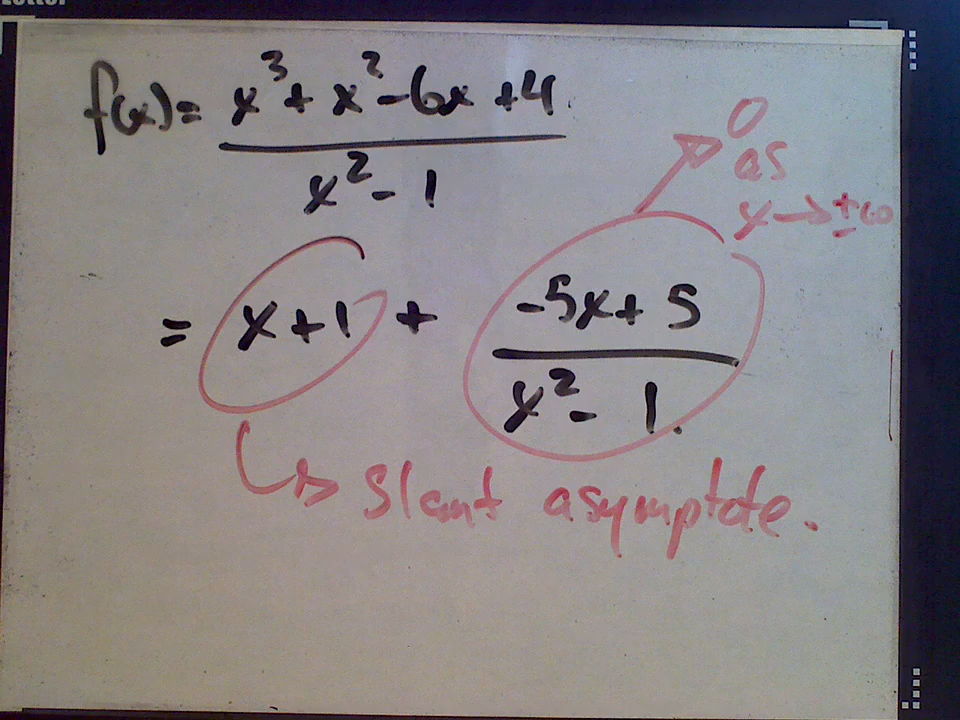 f(x) = x³ + x² - 6x + 4
x² - 1
0
as
x → ±∞
= x + 1 + -5x + 5
x² - 1.
↳ Slant asymptote.